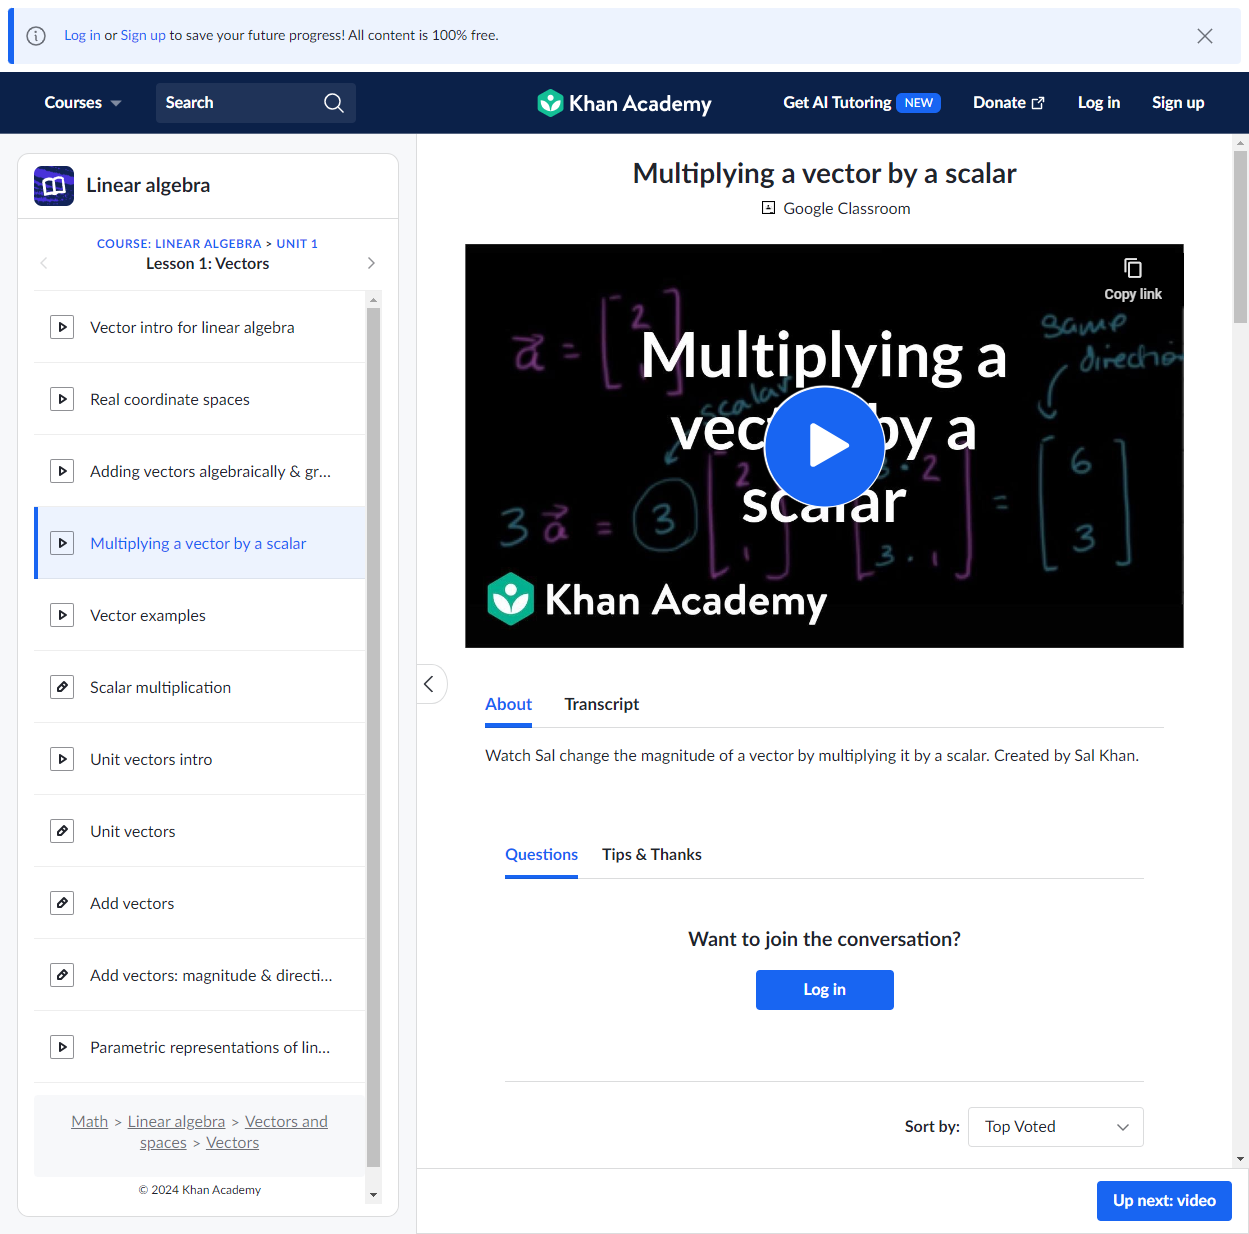 Log in or Sign up to save your future progress! All content is 100% free.
Courses
Search
Khan Academy
Get AI Tutoring NEW
Donate
Log in
Sign up
Linear algebra
COURSE: LINEAR ALGEBRA > UNIT 1
Lesson 1: Vectors
Vector intro for linear algebra
Real coordinate spaces
Adding vectors algebraically & gr...
Multiplying a vector by a scalar
Vector examples
Scalar multiplication
Unit vectors intro
Unit vectors
Add vectors
Add vectors: magnitude & directi...
Parametric representations of lin...
Math > Linear algebra > Vectors and
spaces > Vectors
© 2024 Khan Academy
Multiplying a vector by a scalar
Google Classroom
Copy link
same
direction
scalar
Multiplying a
vector by a
scalar
Khan Academy
About
Transcript
Watch Sal change the magnitude of a vector by multiplying it by a scalar. Created by Sal Khan.
Questions
Tips & Thanks
Want to join the conversation?
Log in
Sort by: Top Voted
Up next: video